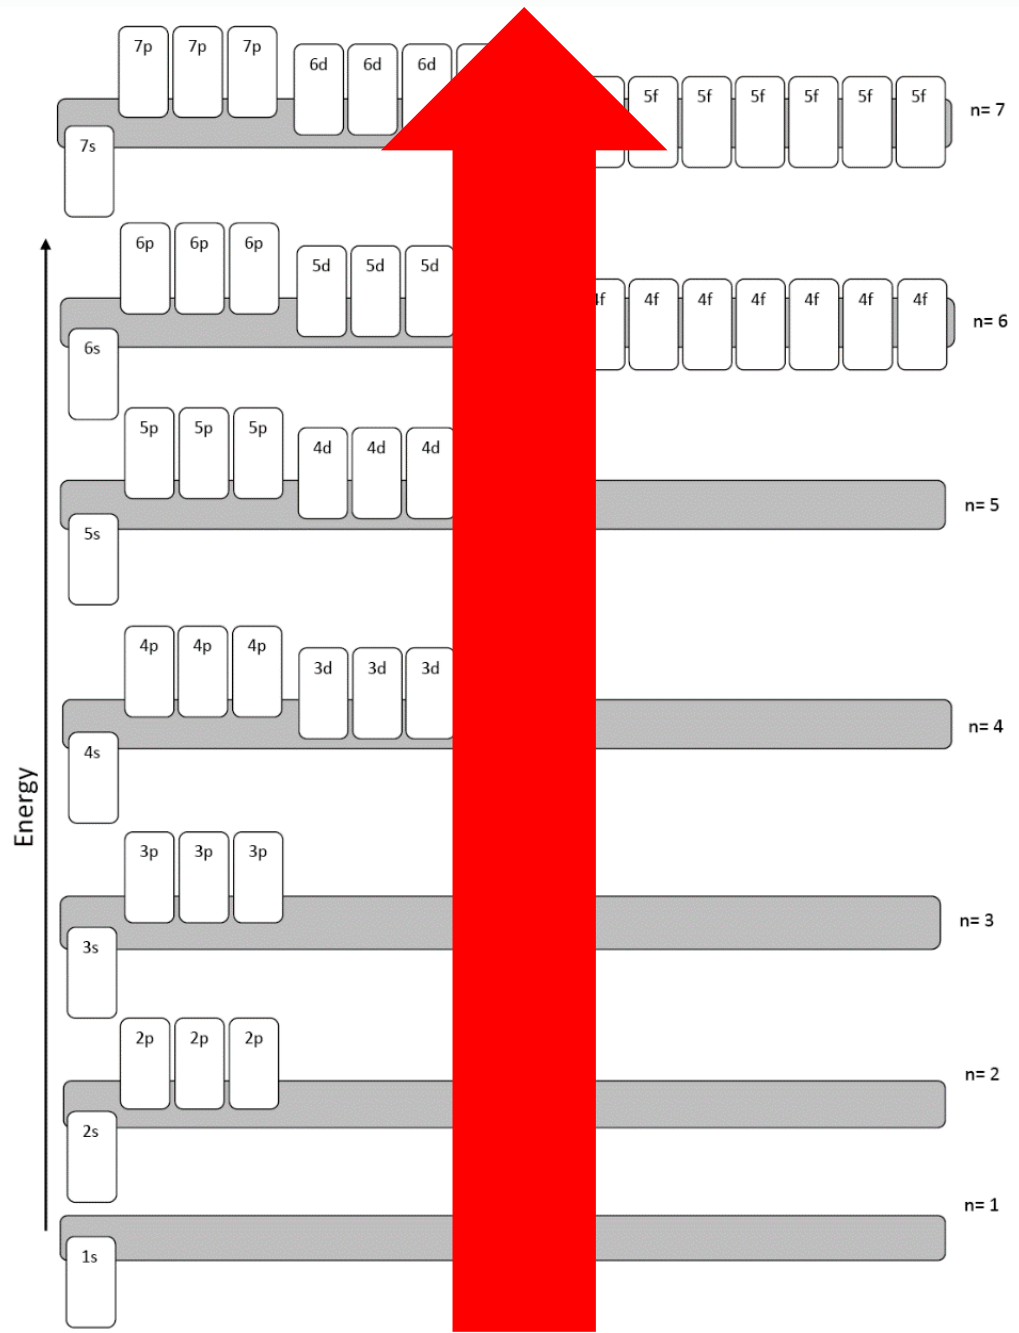 7p 7p 7p
6d 6d 6d
5f 5f 5f 5f 5f 5f
n= 7
7s
6p 6p 6p
5d 5d 5d
4f 4f 4f 4f 4f 4f 4f
n= 6
6s
5p 5p 5p
4d 4d 4d
n= 5
5s
4p 4p 4p
3d 3d 3d
n= 4
4s
Energy
3p 3p 3p
n= 3
3s
2p 2p 2p
n= 2
2s
n= 1
1s